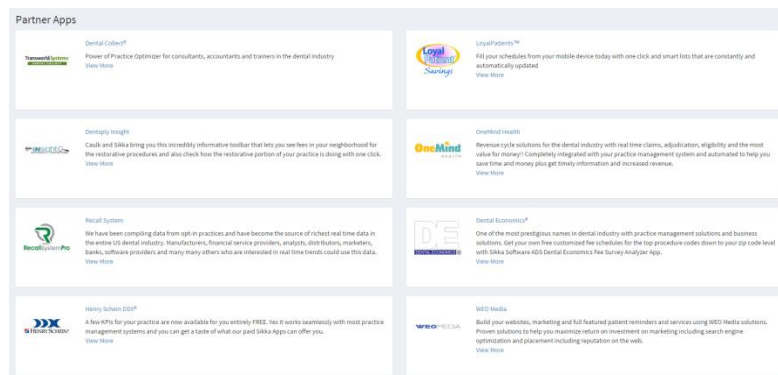 Partner Apps
Transworld Systems
Dental Collect®
Power of Practice Optimizer for consultants, accountants and trainers in the dental industry
View More
Loyal
Patient
Savings
LoyalPatients™
Fill your schedules from your mobile device today with one click and smart lists that are constantly and
automatically updated
View More
Dentsply Insight
Caulk and Sikka bring you this incredibly informative toolbar that lets you see fees in your neighborhood for
the restorative procedures and also check how the restorative portion of your practice is doing with one click.
View More
OneMind
HEALTH
OneMind Health
Revenue cycle solutions for the dental industry with real time claims, adjudication, eligibility and the most
value for money!! Completely integrated with your practice management system and automated to help you
save time and money plus get timely information and increased revenue.
View More
RecallSystemPro
Recall System
We have been compiling data from opt-in practices and have become the source of richest real time data in
the entire US dental industry. Manufacturers, financial service providers, analysts, distributors, marketers,
banks, software providers and many many others who are interested in real time trends could use this data.
View More
DE
DENTAL ECONOMICS
Dental Economics®
One of the most prestigious names in dental industry with practice management solutions and business
solutions. Get your own free customized fee schedules for the top procedure codes down to your zip code level
with Sikka Software ADS Dental Economics Fee Survey Analyzer App.
View More
HENRY SCHEIN®
Henry Schein DDX®
A few KPIs for your practice are now available for you entirely FREE. Yes it works seamlessly with most practice
management systems and you can get a taste of what our paid Sikka Apps can offer you.
View More
WEOMEDIA
WEO Media
Build your websites, marketing and full featured patient reminders and services using WEO Media solutions.
Proven solutions to help you maximize return on investment on marketing including search engine
optimization and placement including reputation on the web.
View More